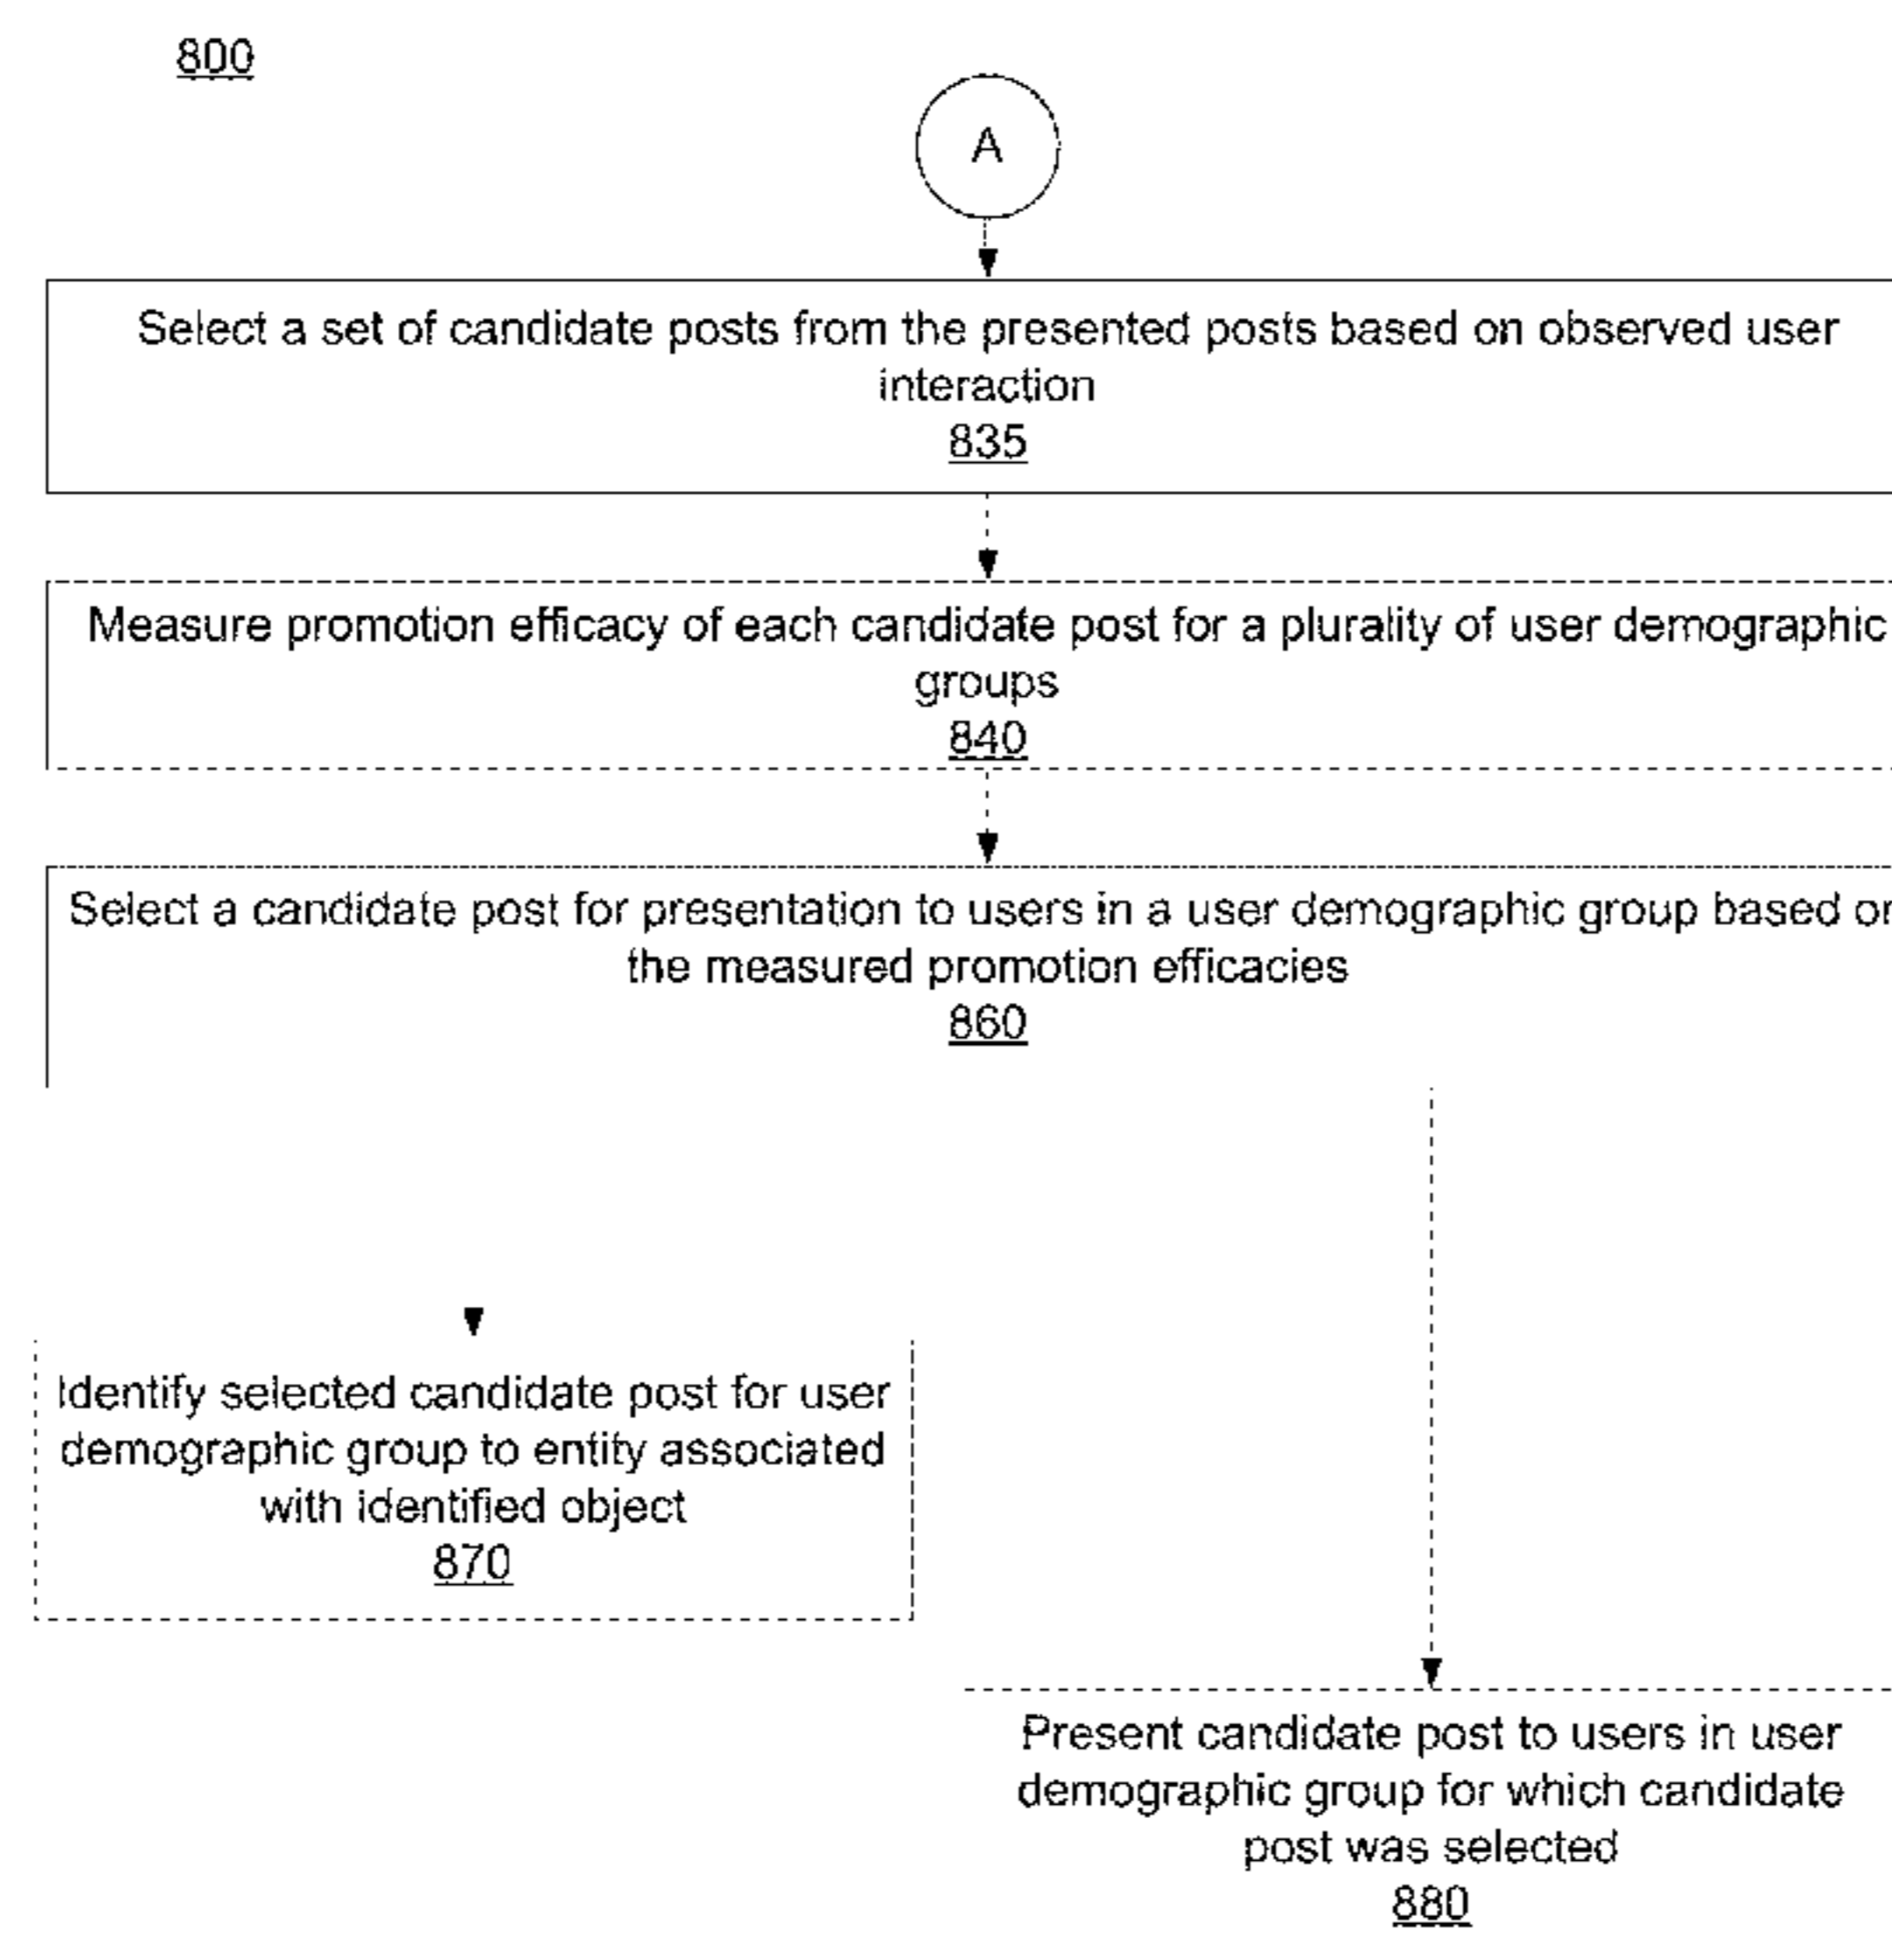 800
A
Select a set of candidate posts from the presented posts based on observed user
interaction
835
Measure promotion efficacy of each candidate post for a plurality of user demographic
groups
840
Select a candidate post for presentation to users in a user demographic group based on
the measured promotion efficacies
860
Identify selected candidate post for user
demographic group to entity associated
with identified object
870
Present candidate post to users in user
demographic group for which candidate
post was selected
880